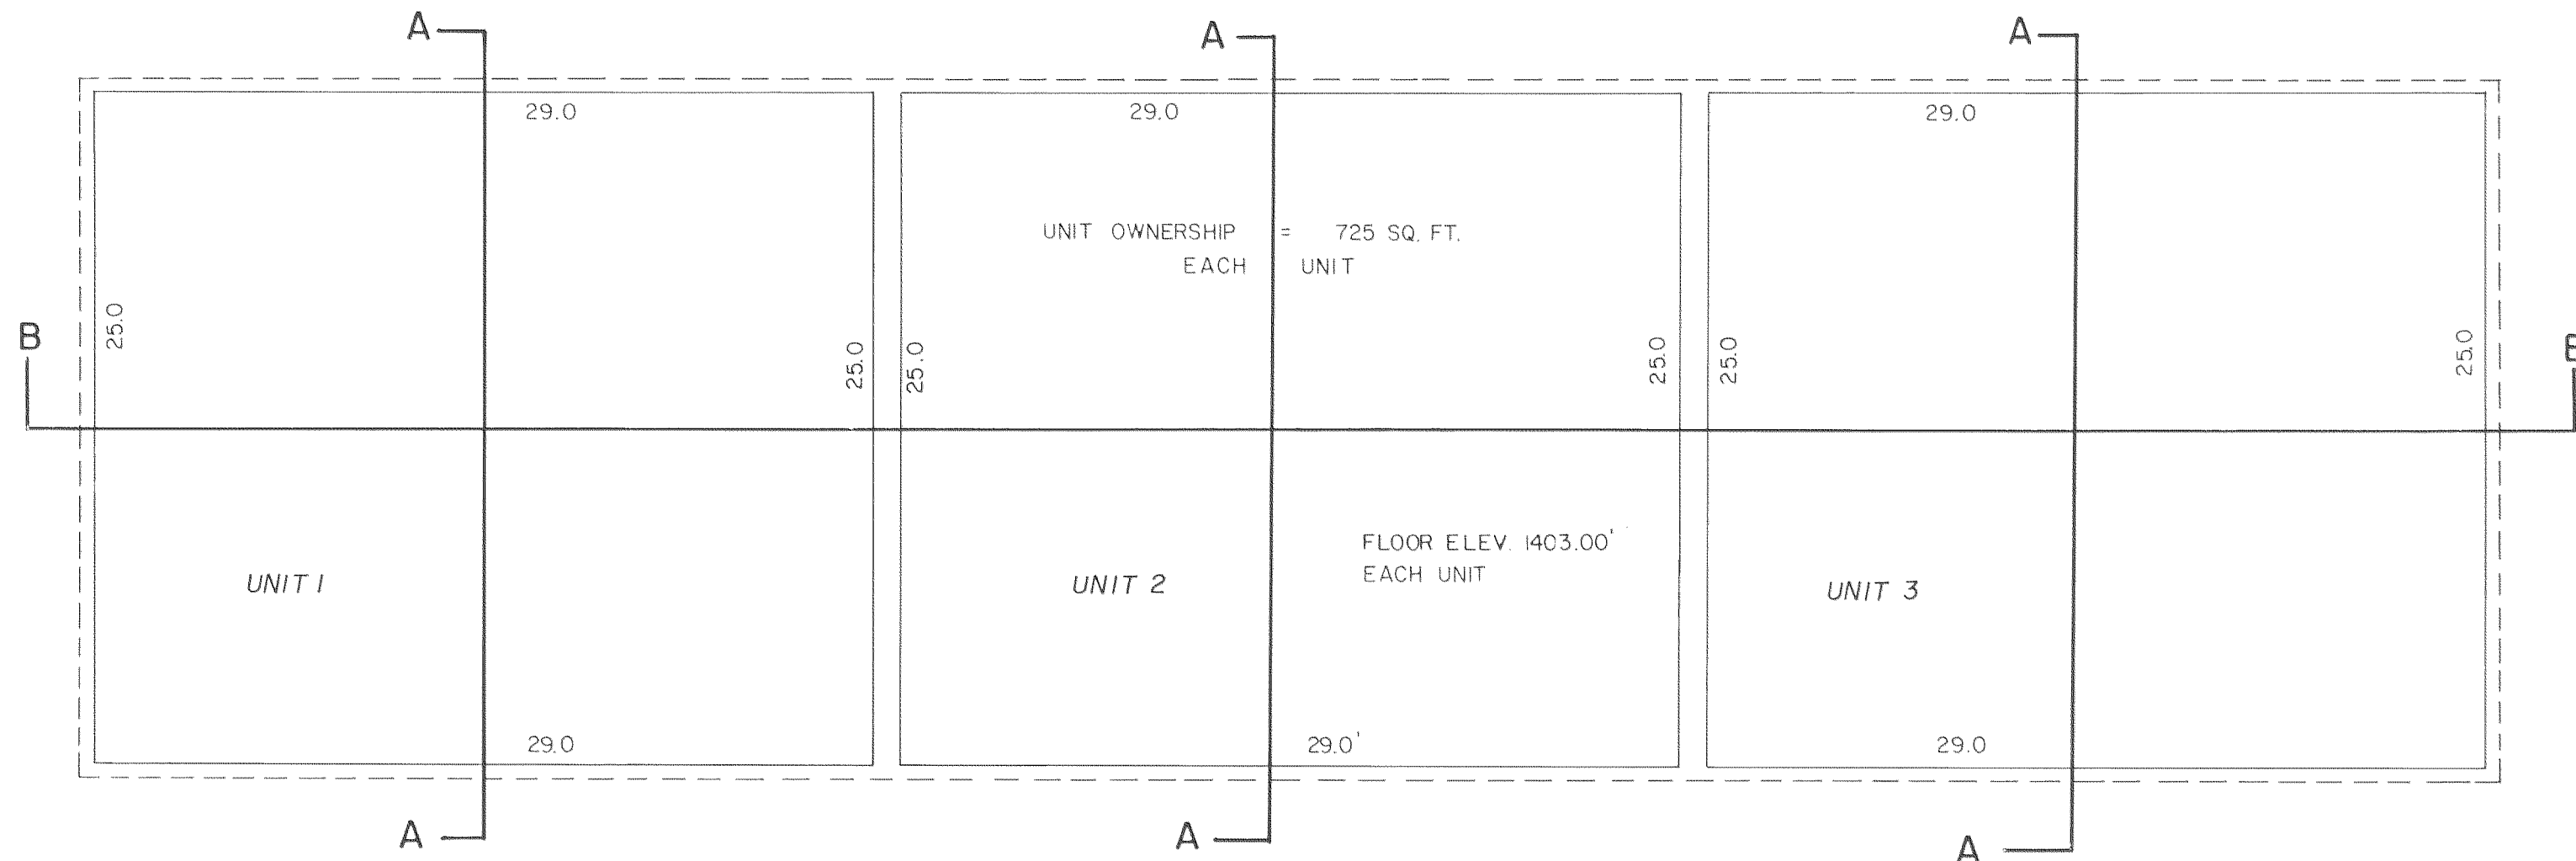 A
A
A
29.0
29.0
29.0
UNIT OWNERSHIP = 725 SQ. FT.
EACH UNIT
B
25.0
25.0
25.0
25.0
25.0
25.0
B
FLOOR ELEV. 1403.00'
EACH UNIT
UNIT 1
UNIT 2
UNIT 3
29.0
29.0'
29.0
A
A
A